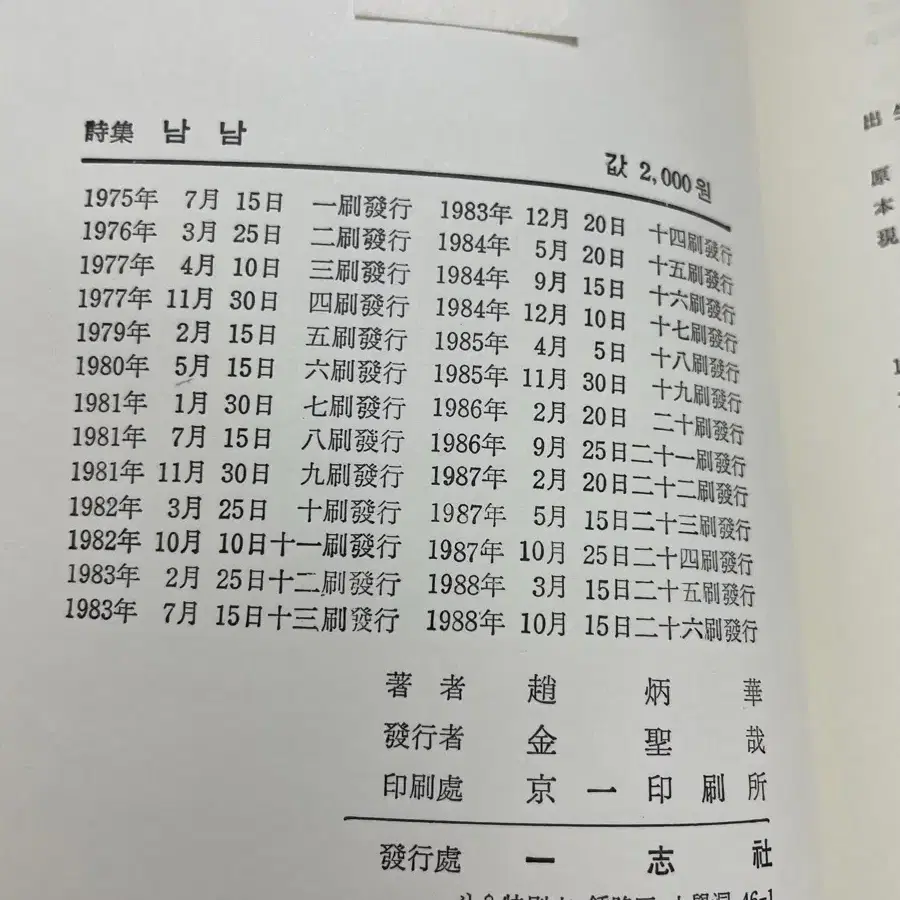 詩集 남 남
값 2,000원
1975年 7月 15日 一刷發行
1976年 3月 25日 二刷發行
1977年 4月 10日 三刷發行
1977年 11月 30日 四刷發行
1979年 2月 15日 五刷發行
1980年 5月 15日 六刷發行
1981年 1月 30日 七刷發行
1981年 7月 15日 八刷發行
1981年 11月 30日 九刷發行
1982年 3月 25日 十刷發行
1982年 10月 10日十一刷發行
1983年 2月 25日十二刷發行
1983年 7月 15日十三刷發行
1983年 12月 20日 十四刷發行
1984年 5月 20日 十五刷發行
1984年 9月 15日 十六刷發行
1984年 12月 10日 十七刷發行
1985年 4月 5日 十八刷發行
1985年 11月 30日 十九刷發行
1986年 2月 20日 二十刷發行
1986年 9月 25日二十一刷發行
1987年 2月 20日二十二刷發行
1987年 5月 15日二十三刷發行
1987年 10月 25日二十四刷發行
1988年 3月 15日二十五刷發行
1988年 10月 15日二十六刷發行
著者 趙炳華
發行者 金聖哉
印刷處 京一印刷所
發行處 一志社
46-1
出
原
本
現